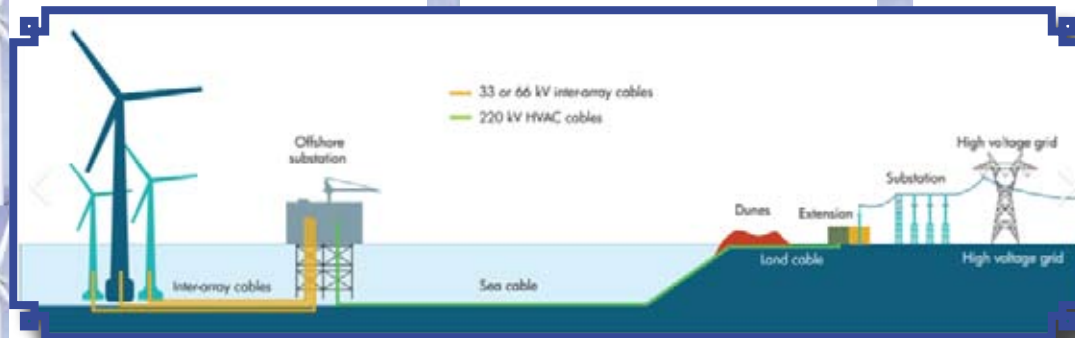 33 or 66 kV inter-array cables
220 kV HVAC cables
Offshore
substation
High voltage grid
Substation
Dunes
Extension
Land cable
High voltage grid
Inter-array cables
Sea cable